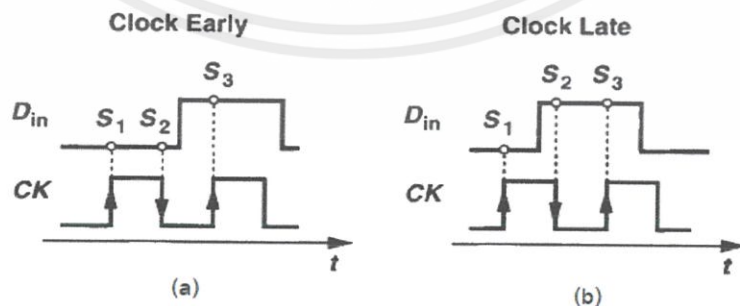 Clock Early
S3
Din
S1
S2
CK
t
(a)
Clock Late
S2
S3
Din
S1
CK
t
(b)